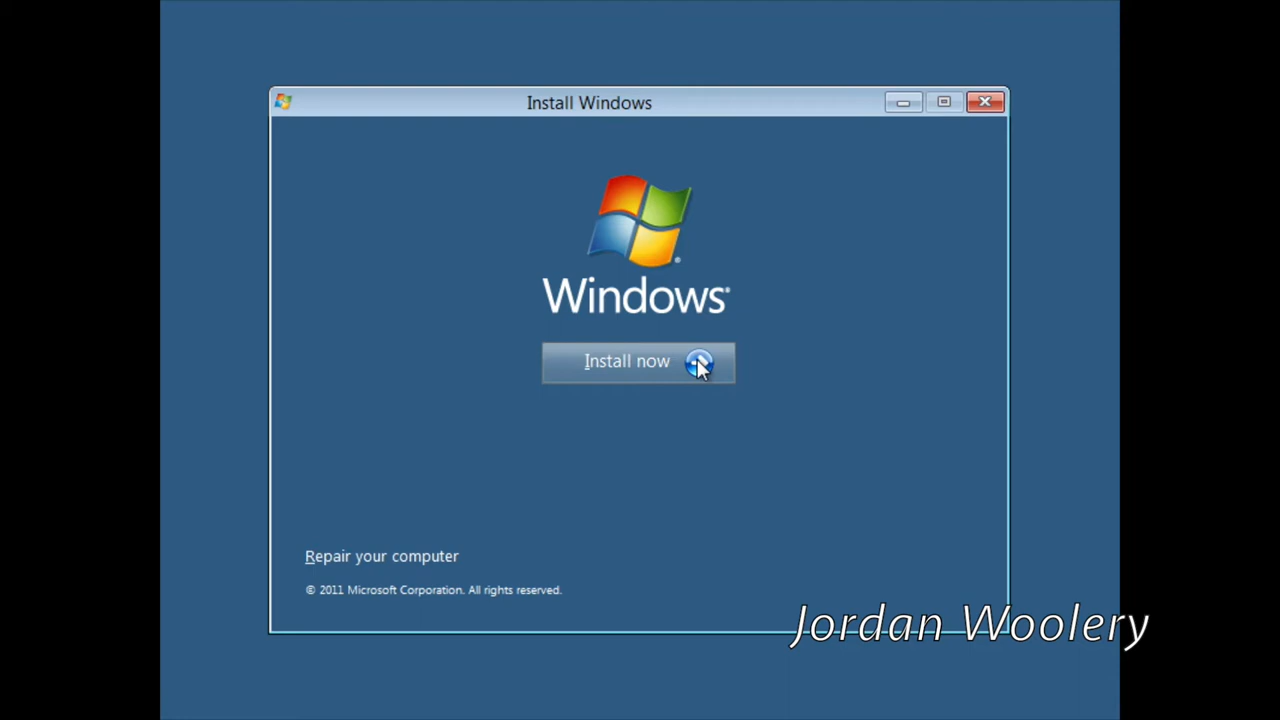 Install Windows
Windows®
Install now
Repair your computer
© 2011 Microsoft Corporation. All rights reserved.
Jordan Woolery